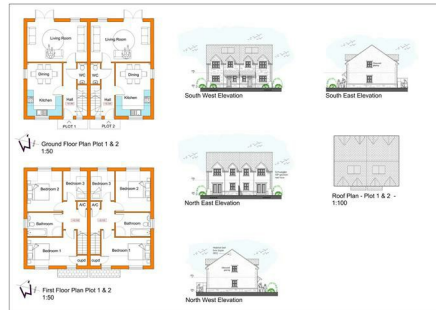 Living Room
Living Room
Dining
WC
WC
Dining
Kitchen
Hall
Hall
Kitchen
PLOT 1
PLOT 2
Ground Floor Plan Plot 1 & 2
1:50
South West Elevation
South East Elevation
North East Elevation
Roof Plan - Plot 1 & 2 -
1:100
Bedroom 2
Bedroom 3
Bedroom 3
Bedroom 2
A/C
A/C
Bathroom
Bathroom
Bedroom 1
Bedroom 1
cup'd
cup'd
First Floor Plan Plot 1 & 2
1:50
North West Elevation